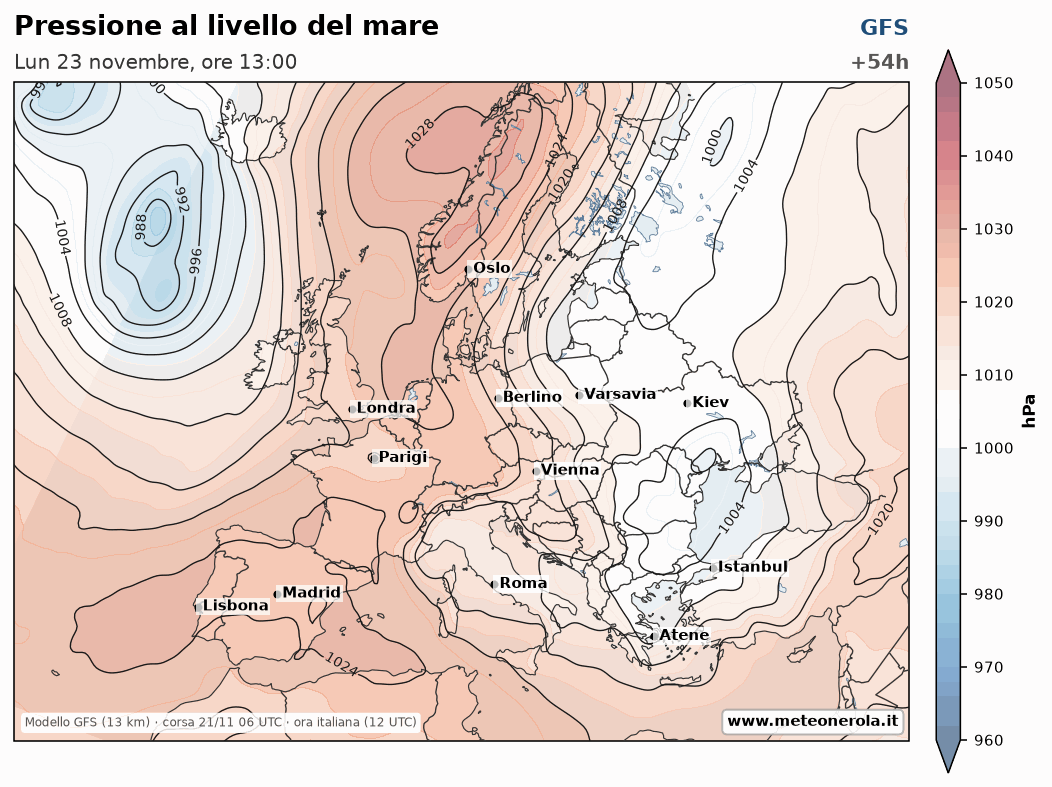 Pressione al livello del mare
GFS
Lun 23 novembre, ore 13:00
+54h
1050
1040
1030
1020
1010
1000
990
980
970
960
hPa
1028
1024
1020
1008
1000
1004
992
988
996
1004
1008
Oslo
Londra
Berlino
Varsavia
Kiev
Parigi
Vienna
1004
1020
Istanbul
Roma
Madrid
Lisbona
Atene
1024
Modello GFS (13 km) · corsa 21/11 06 UTC · ora italiana (12 UTC)
www.meteonerola.it